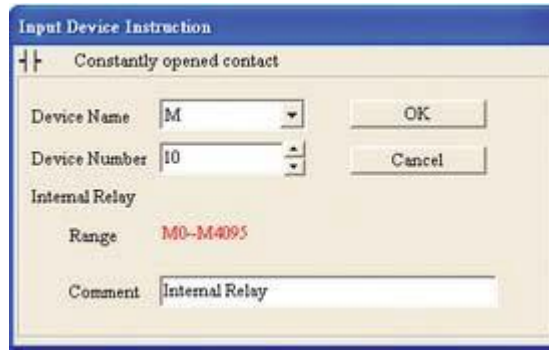 Input Device Instruction
Constantly opened contact
Device Name M OK
Device Number 10 Cancel
Internal Relay
Range M0~M4095
Comment Internal Relay